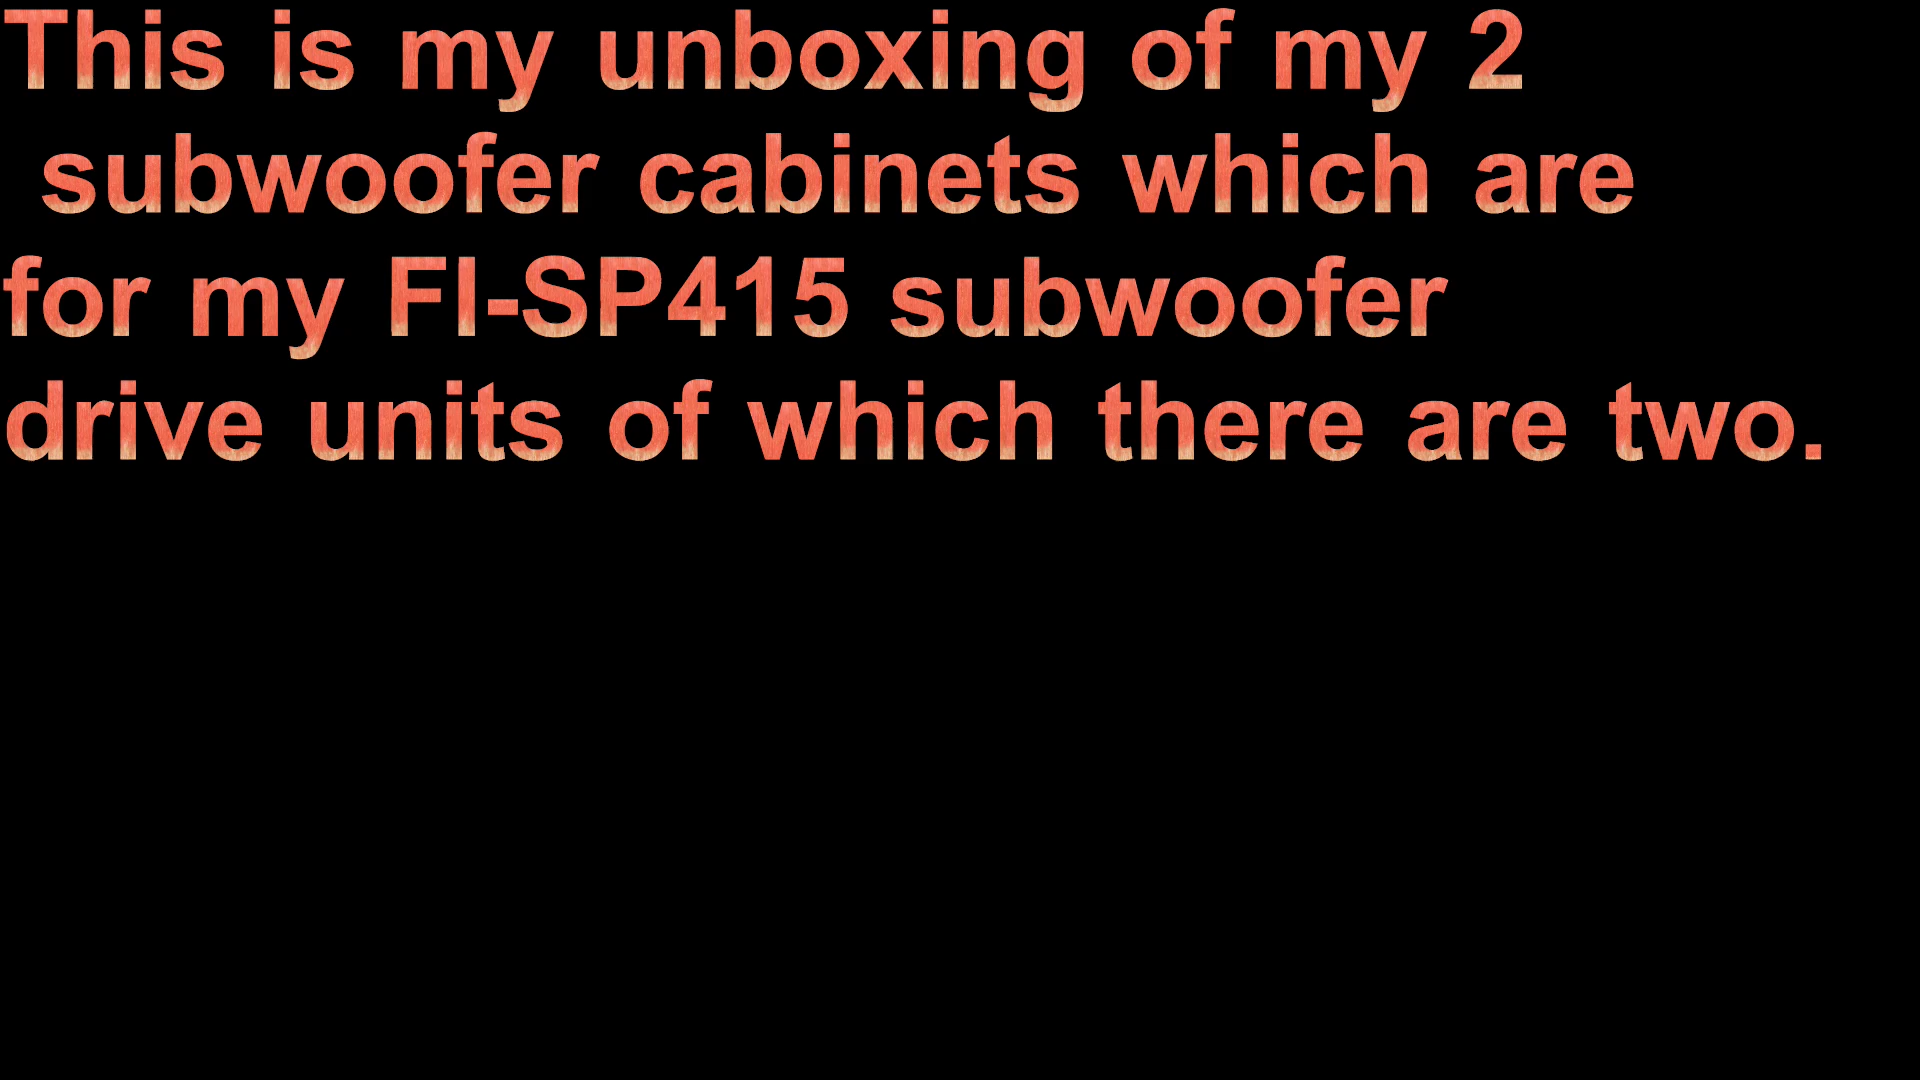 This is my unboxing of my 2
subwoofer cabinets which are
for my FI-SP415 subwoofer
drive units of which there are two.